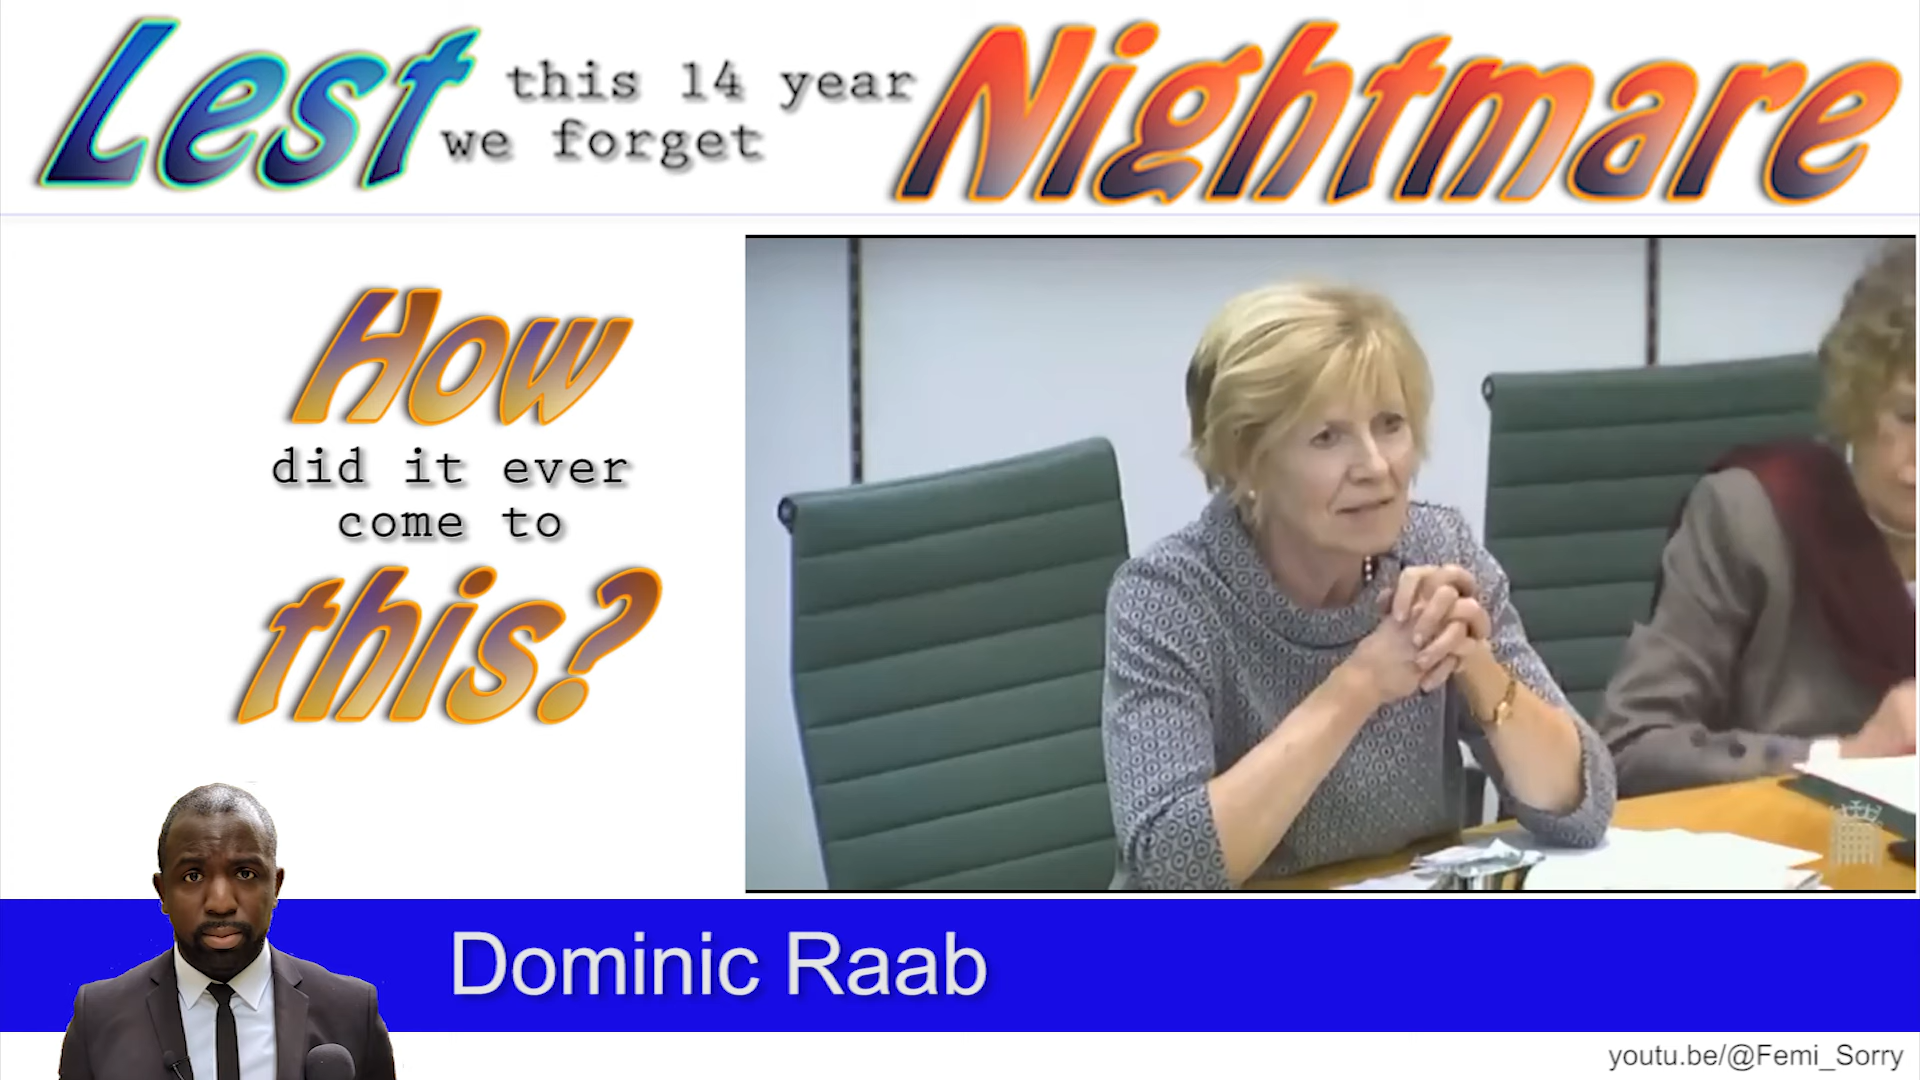 Lest this 14 year Nightmare
we forget
How
did it ever
come to
this?
Dominic Raab
youtu.be/@Femi_Sorry